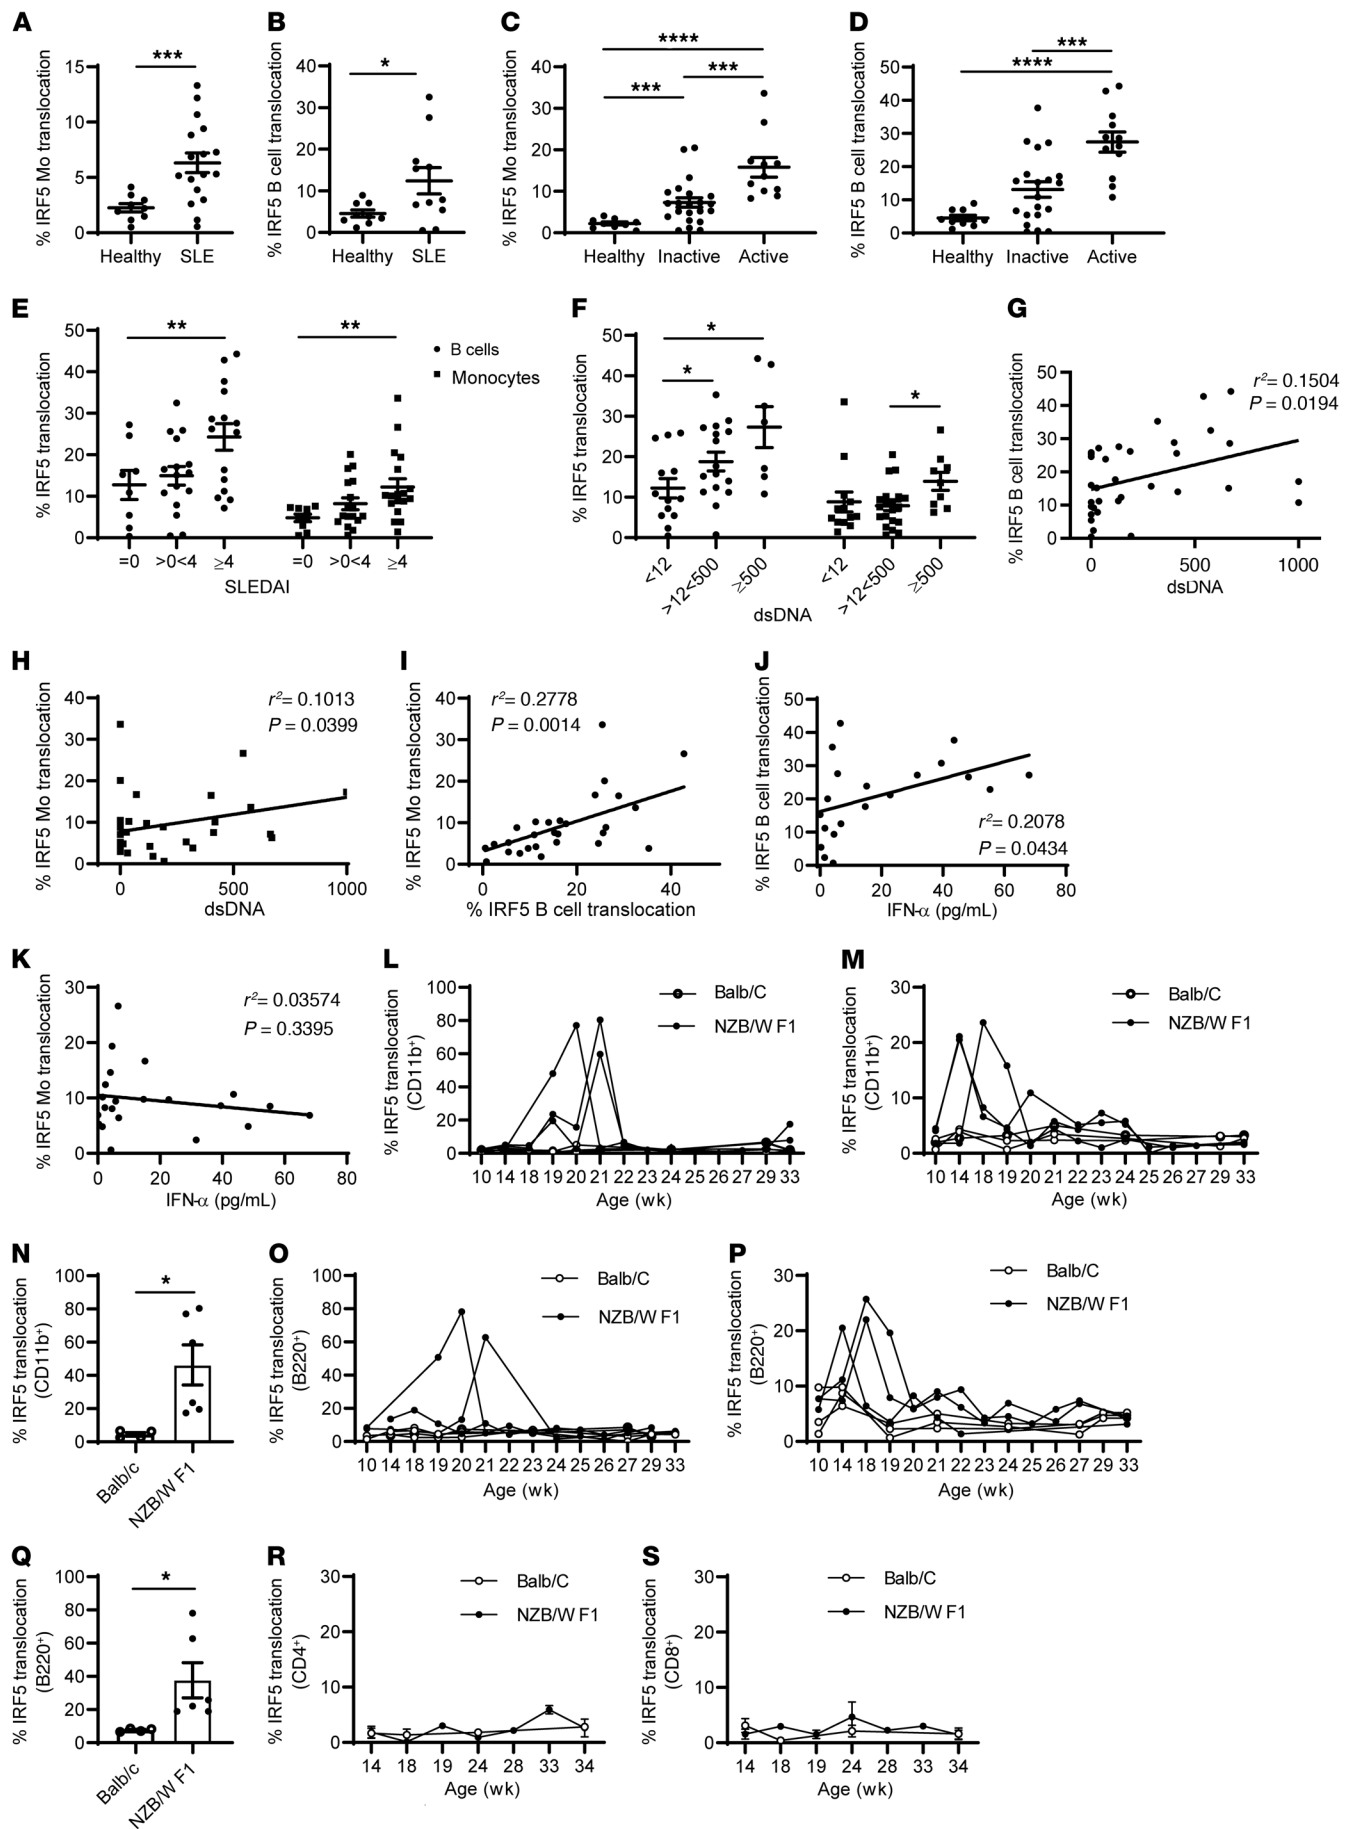 A
% IRF5 Mo translocation
15
10
5
0
***
Healthy
SLE
B
% IRF5 B cell translocation
40
30
20
10
0
*
Healthy
SLE
C
% IRF5 Mo translocation
40
30
20
10
0
****
***
***
Healthy
Inactive
Active
D
% IRF5 B cell translocation
50
40
30
20
10
0
***
****
Healthy
Inactive
Active
E
% IRF5 translocation
50
40
30
20
10
0
**
**
B cells
Monocytes
=0
>0<4
≥4
=0
>0<4
≥4
SLEDAI
F
% IRF5 translocation
50
40
30
20
10
0
*
*
*
<12
>12<500
≥500
<12
>12<500
≥500
dsDNA
G
% IRF5 B cell translocation
50
40
30
20
10
0
r²= 0.1504
P = 0.0194
0
500
1000
dsDNA
H
% IRF5 Mo translocation
40
30
20
10
0
r²= 0.1013
P = 0.0399
0
500
1000
dsDNA
I
% IRF5 Mo translocation
40
30
20
10
0
r²= 0.2778
P = 0.0014
0
20
40
% IRF5 B cell translocation
J
% IRF5 B cell translocation
50
40
30
20
10
0
r²= 0.2078
P = 0.0434
0
20
40
60
80
IFN-α (pg/mL)
K
% IRF5 Mo translocation
30
20
10
0
r²= 0.03574
P = 0.3395
0
20
40
60
80
IFN-α (pg/mL)
L
% IRF5 translocation
(CD11b⁺)
100
80
60
40
20
0
Balb/C
NZB/W F1
10 14 18 19 20 21 22 23 24 25 26 27 29 33
Age (wk)
M
% IRF5 translocation
(CD11b⁺)
30
20
10
0
Balb/C
NZB/W F1
10 14 18 19 20 21 22 23 24 25 26 27 29 33
Age (wk)
N
% IRF5 translocation
(CD11b⁺)
100
80
60
40
20
0
*
Balb/c
NZB/W F1
O
% IRF5 translocation
(B220⁺)
100
80
60
40
20
0
Balb/C
NZB/W F1
10 14 18 19 20 21 22 23 24 25 26 27 29 33
Age (wk)
P
% IRF5 translocation
(B220⁺)
30
20
10
0
Balb/C
NZB/W F1
10 14 18 19 20 21 22 23 24 25 26 27 29 33
Age (wk)
Q
% IRF5 translocation
(B220⁺)
100
80
60
40
20
0
*
Balb/c
NZB/W F1
R
% IRF5 translocation
(CD4⁺)
30
20
10
0
Balb/C
NZB/W F1
14 18 19 24 28 33 34
Age (wk)
S
% IRF5 translocation
(CD8⁺)
30
20
10
0
Balb/C
NZB/W F1
14 18 19 24 28 33 34
Age (wk)